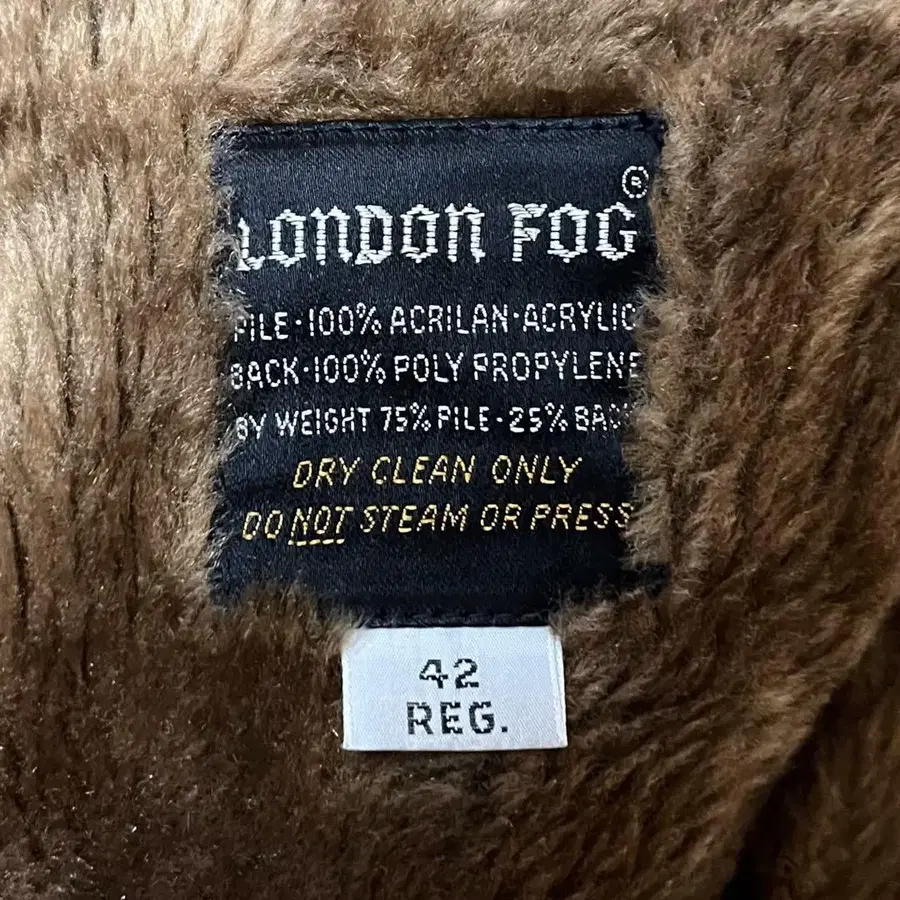 LONDON FOG®
PILE·100% ACRILAN·ACRYLIC
BACK·100% POLY PROPYLENE
BY WEIGHT 75% PILE·25% BACK
DRY CLEAN ONLY
DO NOT STEAM OR PRESS
42
REG.